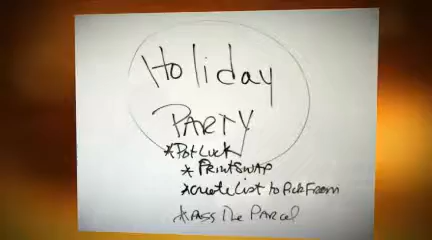 Holiday
PARTY
*PotLuck
*PRINTSWAP
*create List to Pick From
*PASS The Parcel